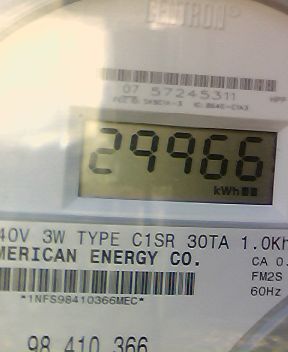 CENTRON®
07 57245311
29966
kWh
40V 3W TYPE C1SR 30TA 1.0Kh
MERICAN ENERGY CO.
CA 0.
FM2S
*1NFS98410366MEC*
60Hz
98 410 366